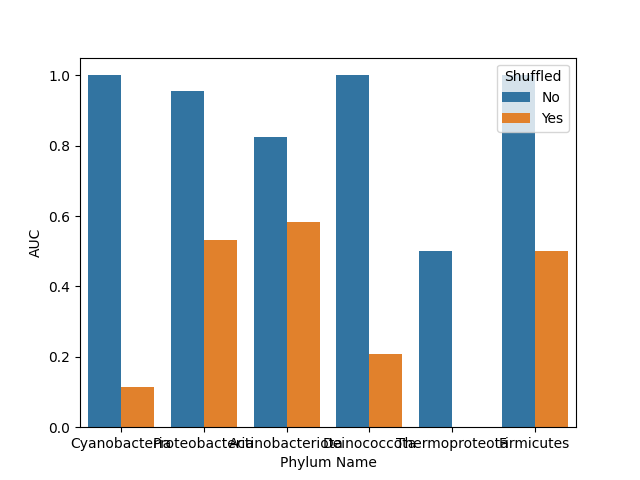 Shuffled
No
Yes
1.0
0.8
0.6
0.4
0.2
0.0
AUC
Cyanobacteria Proteobacteria Actinobacteriota Deinococcota Thermoproteota Firmicutes
Phylum Name